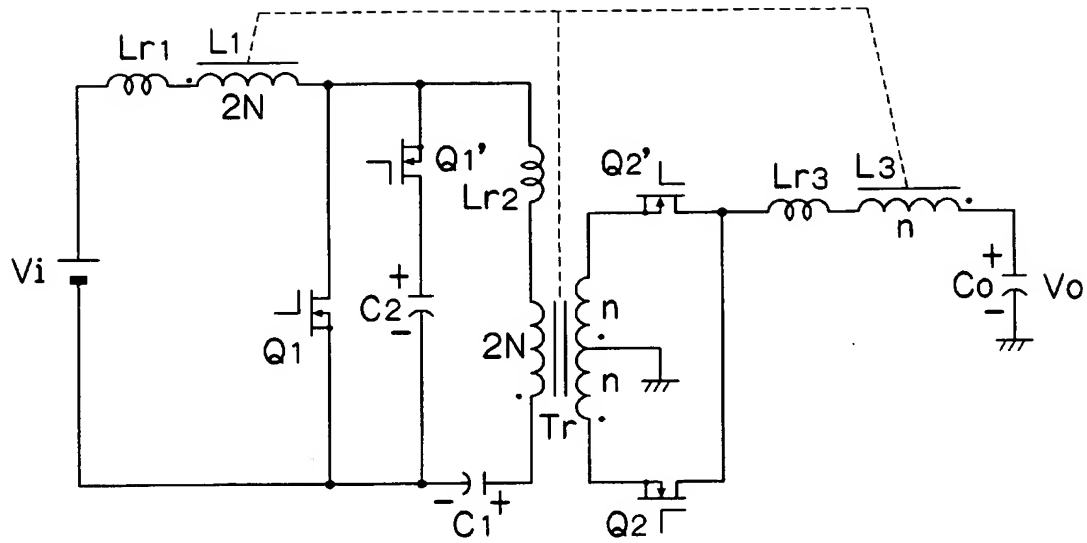 Lr1
L1
2N
Q1'
Lr2
Q2'
Lr3
L3
n
Vi
+
C2
-
Q1
2N
n
n
Tr
+
Co
-
Vo
-
C1
+
Q2